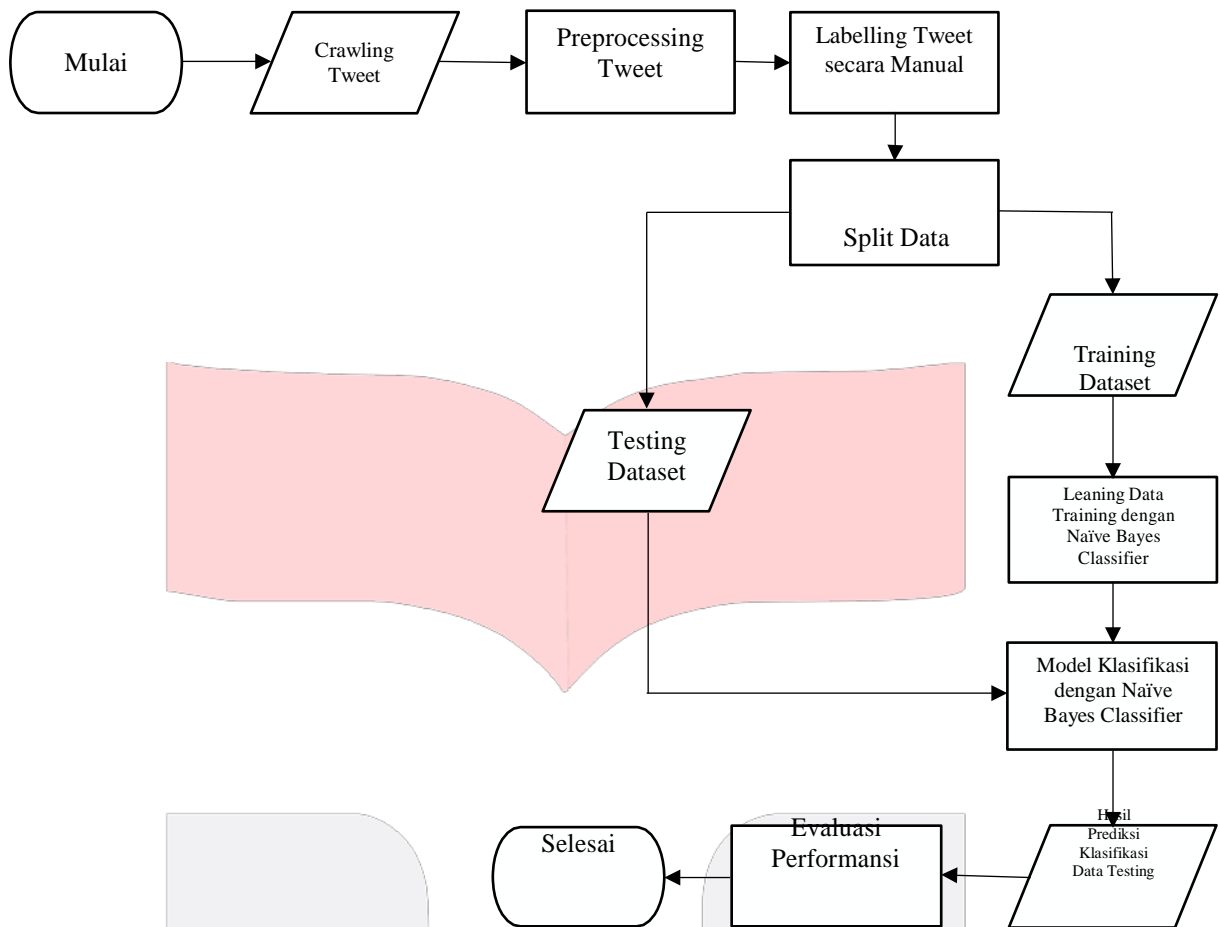 Mulai
Crawling
Tweet
Preprocessing
Tweet
Labelling Tweet
secara Manual
Split Data
Training
Dataset
Testing
Dataset
Leaning Data
Training dengan
Naïve Bayes
Classifier
Model Klasifikasi
dengan Naïve
Bayes Classifier
Hasil
Prediksi
Klasifikasi
Data Testing
Evaluasi
Performansi
Selesai